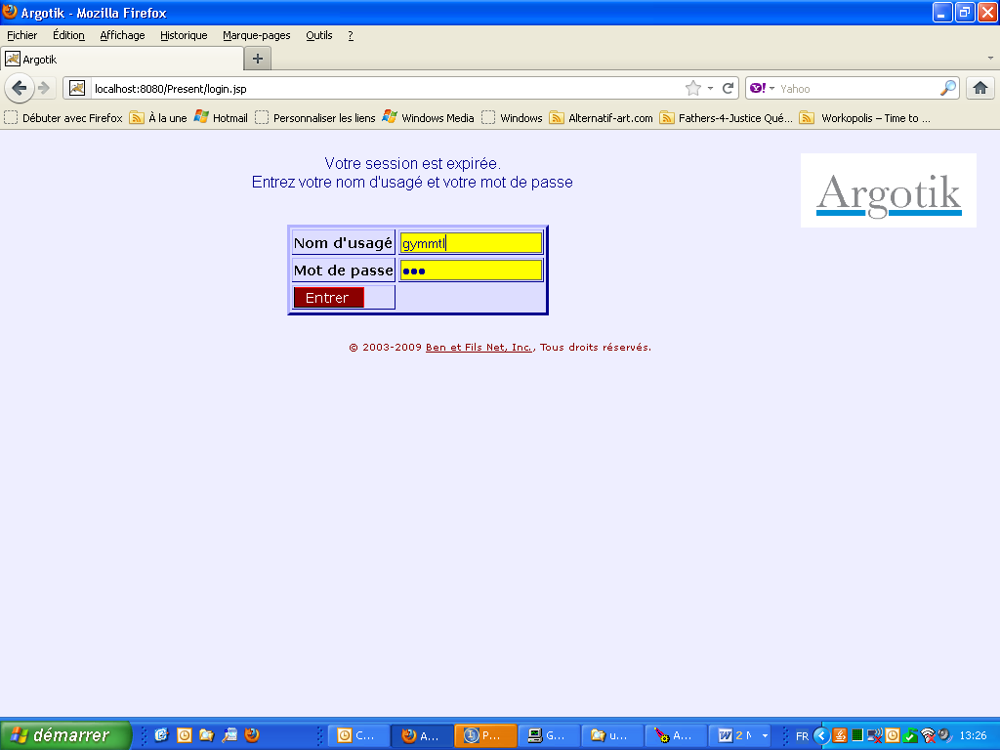 Argotik - Mozilla Firefox
Fichier Édition Affichage Historique Marque-pages Outils ?
Argotik
localhost:8080/Present/login.jsp Yahoo
Débuter avec Firefox À la une Hotmail Personnaliser les liens Windows Media Windows Alternatif-art.com Fathers-4-Justice Qué... Workopolis – Time to ...
Votre session est expirée.
Entrez votre nom d'usagé et votre mot de passe
Argotik
Nom d'usagé gymmtl
Mot de passe
Entrer
© 2003-2009 Ben et Fils Net, Inc., Tous droits réservés.
démarrer C... A... P... G... u... A... 2 FR 13:26